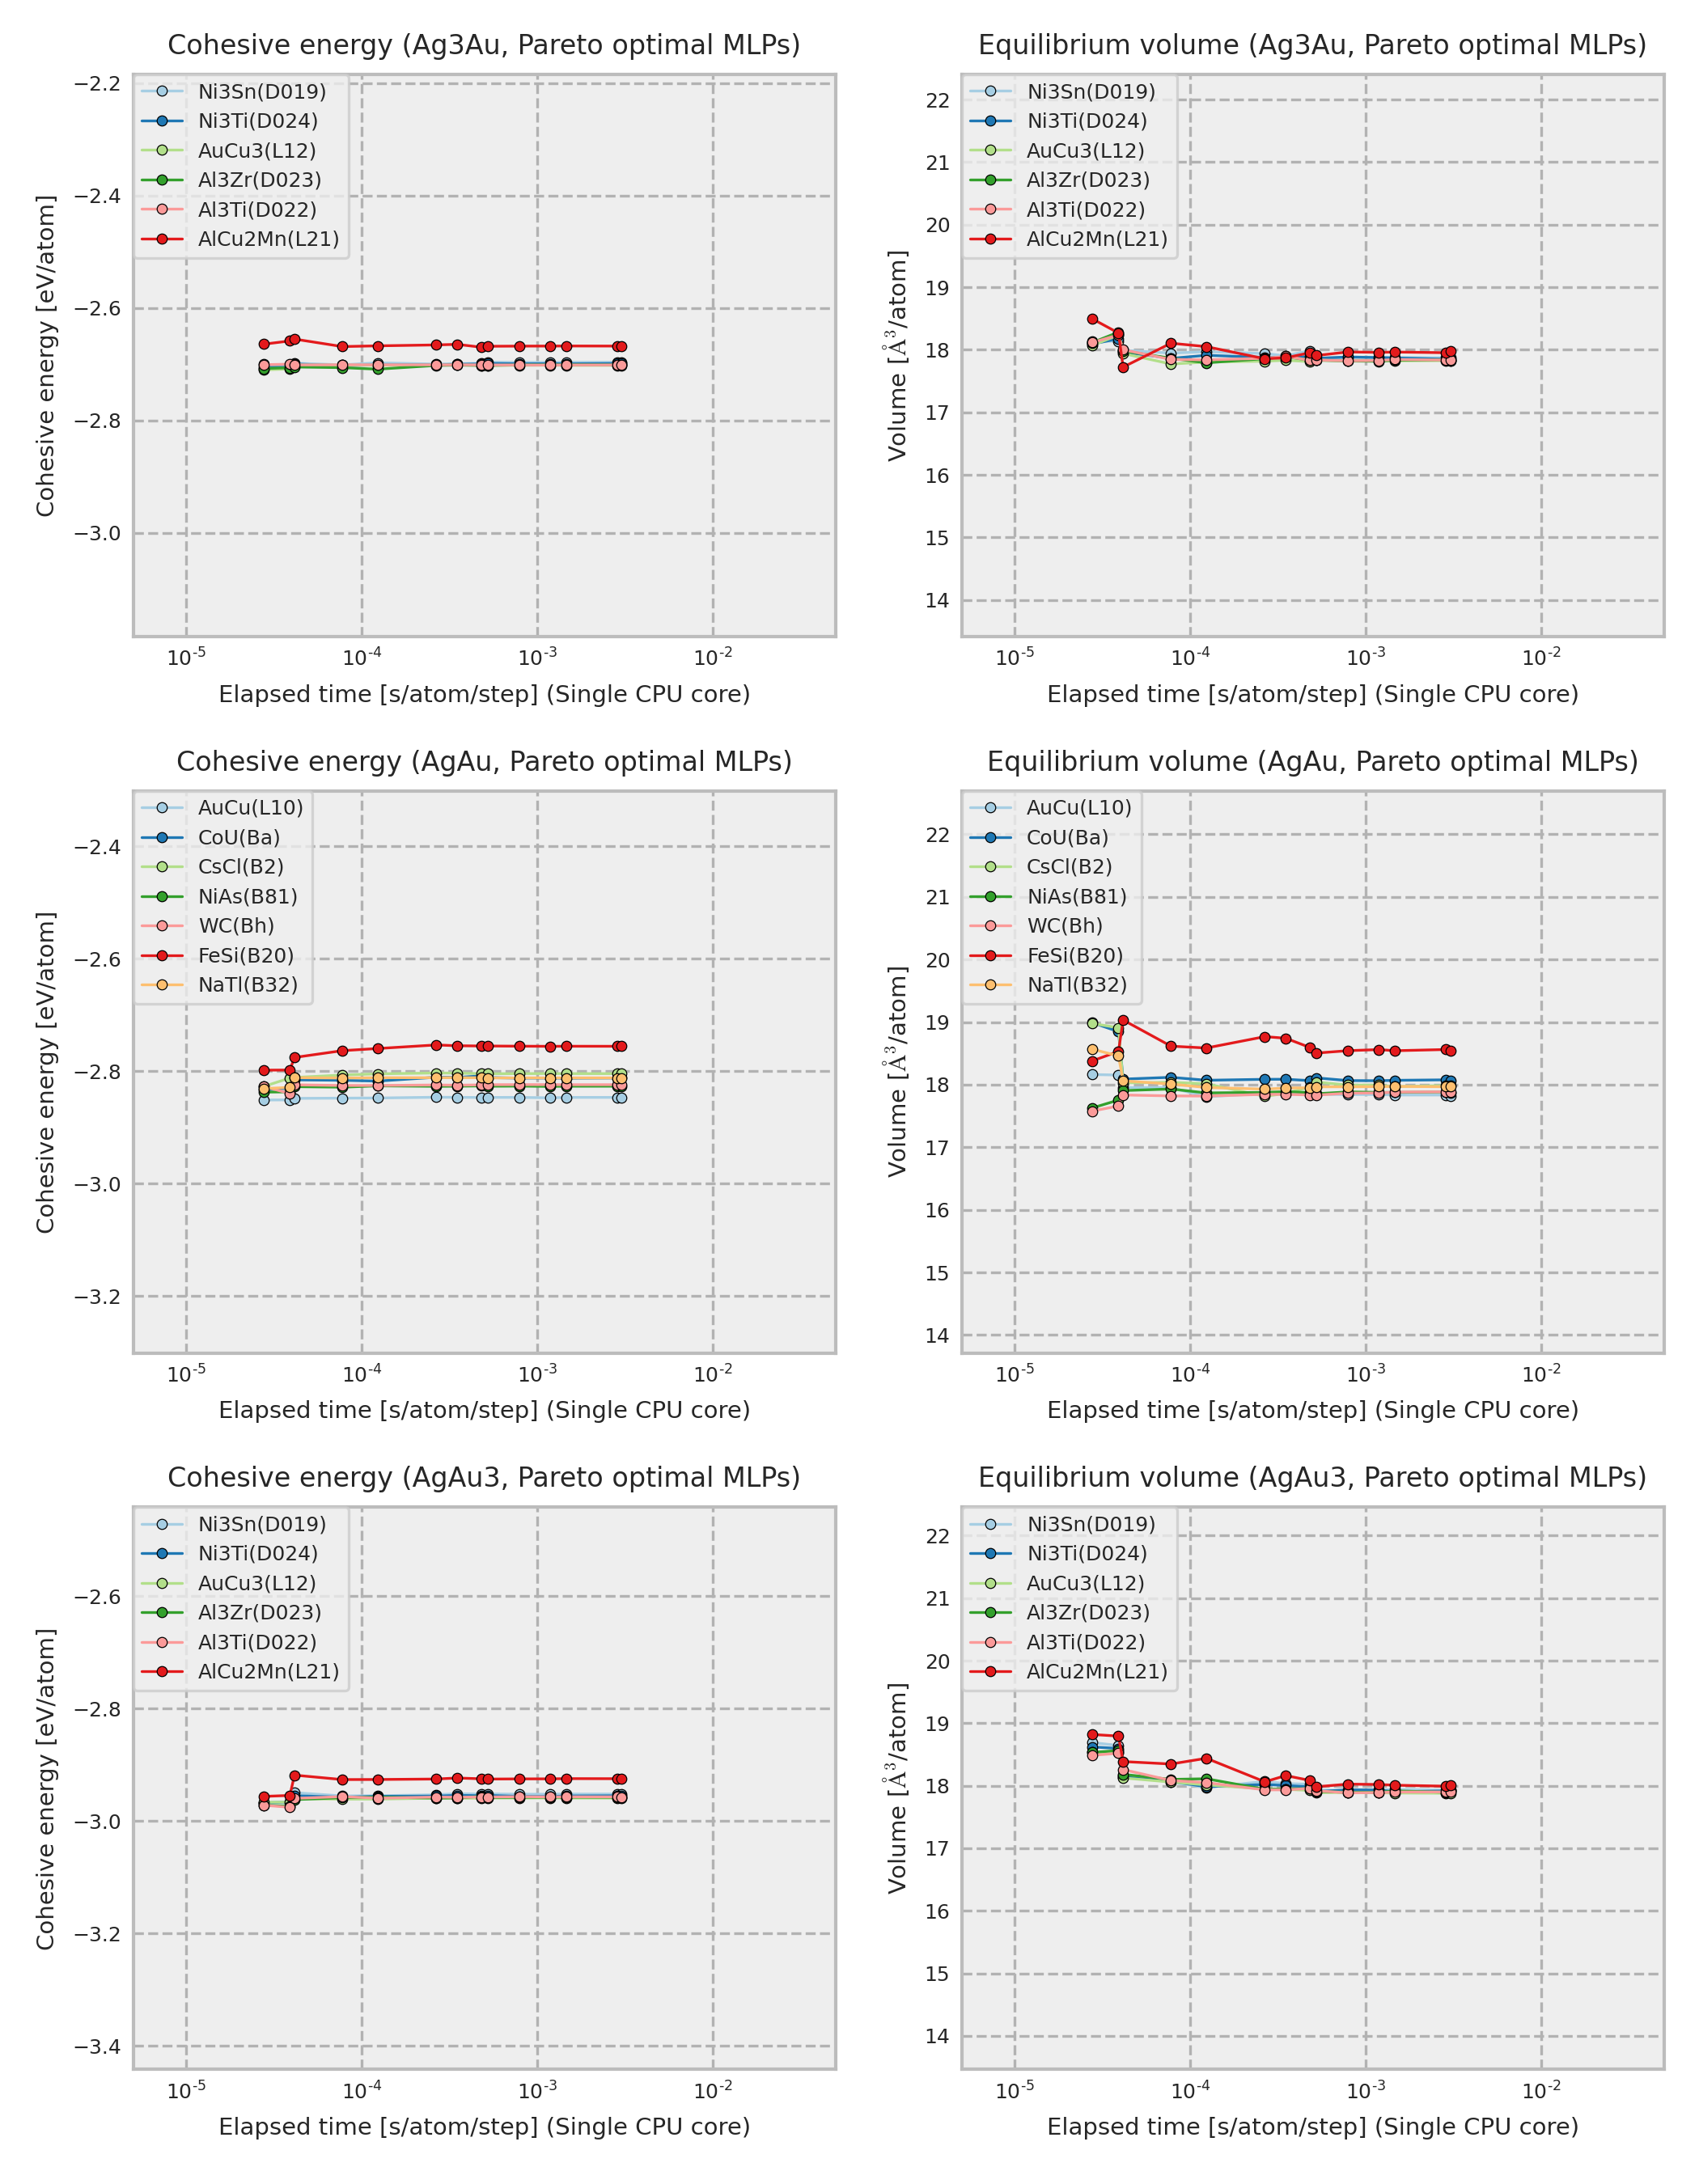 Cohesive energy (Ag3Au, Pareto optimal MLPs)
−2.2
−2.4
−2.6
−2.8
−3.0
Cohesive energy [eV/atom]
Ni3Sn(D019)
Ni3Ti(D024)
AuCu3(L12)
Al3Zr(D023)
Al3Ti(D022)
AlCu2Mn(L21)
10⁻⁵ 10⁻⁴ 10⁻³ 10⁻²
Elapsed time [s/atom/step] (Single CPU core)
Equilibrium volume (Ag3Au, Pareto optimal MLPs)
22
21
20
19
18
17
16
15
14
Volume [Å³/atom]
Ni3Sn(D019)
Ni3Ti(D024)
AuCu3(L12)
Al3Zr(D023)
Al3Ti(D022)
AlCu2Mn(L21)
10⁻⁵ 10⁻⁴ 10⁻³ 10⁻²
Elapsed time [s/atom/step] (Single CPU core)
Cohesive energy (AgAu, Pareto optimal MLPs)
−2.4
−2.6
−2.8
−3.0
−3.2
Cohesive energy [eV/atom]
AuCu(L10)
CoU(Ba)
CsCl(B2)
NiAs(B81)
WC(Bh)
FeSi(B20)
NaTl(B32)
10⁻⁵ 10⁻⁴ 10⁻³ 10⁻²
Elapsed time [s/atom/step] (Single CPU core)
Equilibrium volume (AgAu, Pareto optimal MLPs)
22
21
20
19
18
17
16
15
14
Volume [Å³/atom]
AuCu(L10)
CoU(Ba)
CsCl(B2)
NiAs(B81)
WC(Bh)
FeSi(B20)
NaTl(B32)
10⁻⁵ 10⁻⁴ 10⁻³ 10⁻²
Elapsed time [s/atom/step] (Single CPU core)
Cohesive energy (AgAu3, Pareto optimal MLPs)
−2.6
−2.8
−3.0
−3.2
−3.4
Cohesive energy [eV/atom]
Ni3Sn(D019)
Ni3Ti(D024)
AuCu3(L12)
Al3Zr(D023)
Al3Ti(D022)
AlCu2Mn(L21)
10⁻⁵ 10⁻⁴ 10⁻³ 10⁻²
Elapsed time [s/atom/step] (Single CPU core)
Equilibrium volume (AgAu3, Pareto optimal MLPs)
22
21
20
19
18
17
16
15
14
Volume [Å³/atom]
Ni3Sn(D019)
Ni3Ti(D024)
AuCu3(L12)
Al3Zr(D023)
Al3Ti(D022)
AlCu2Mn(L21)
10⁻⁵ 10⁻⁴ 10⁻³ 10⁻²
Elapsed time [s/atom/step] (Single CPU core)